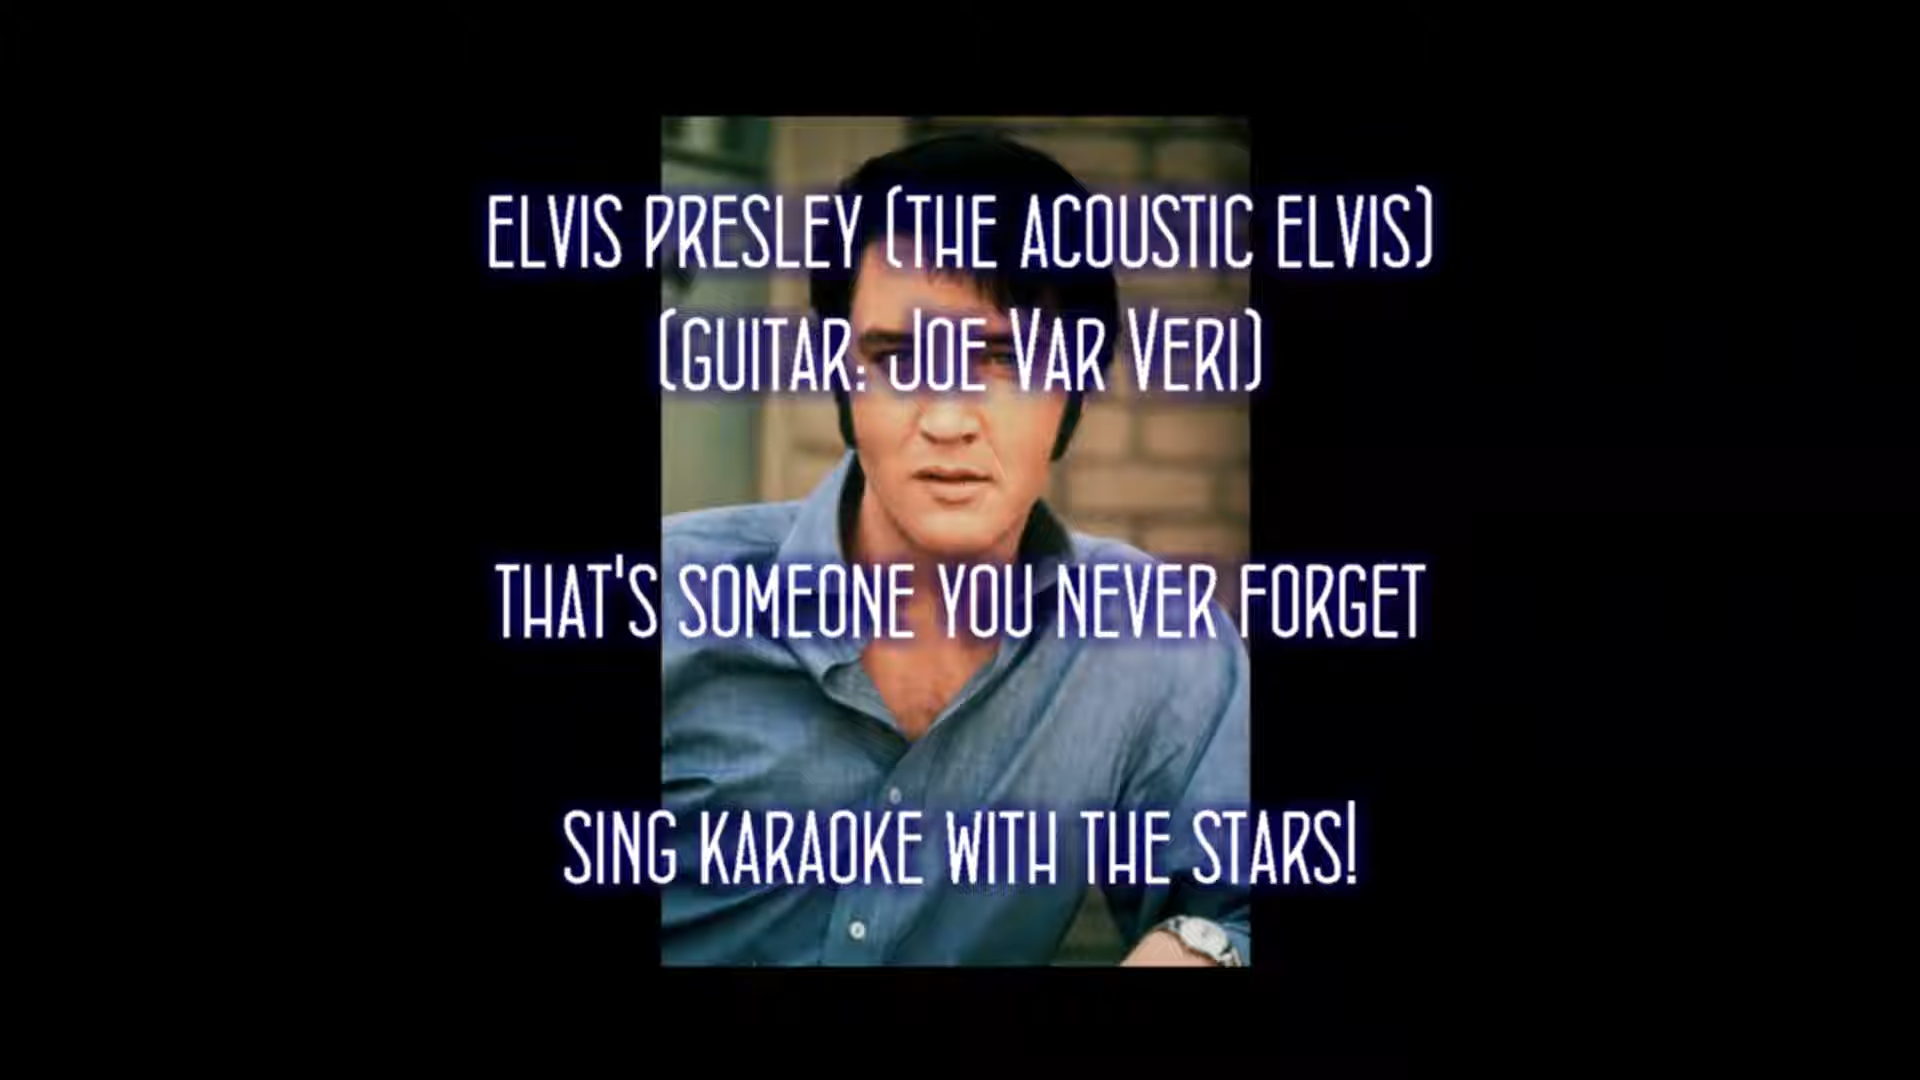 ELVIS PRESLEY (THE ACOUSTIC ELVIS)
(GUITAR: JOE VAR VERI)
THAT'S SOMEONE YOU NEVER FORGET
SING KARAOKE WITH THE STARS!